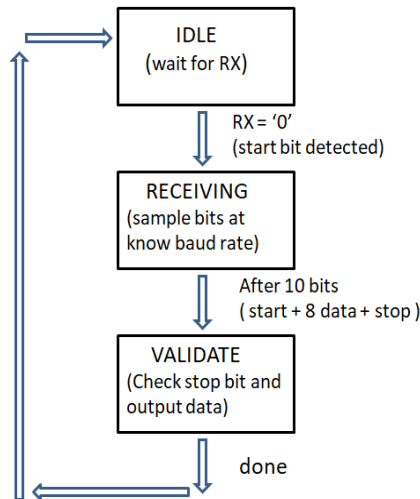 IDLE
(wait for RX)
RX = ‘0’
(start bit detected)
RECEIVING
(sample bits at
know baud rate)
After 10 bits
( start + 8 data + stop )
VALIDATE
(Check stop bit and
output data)
done